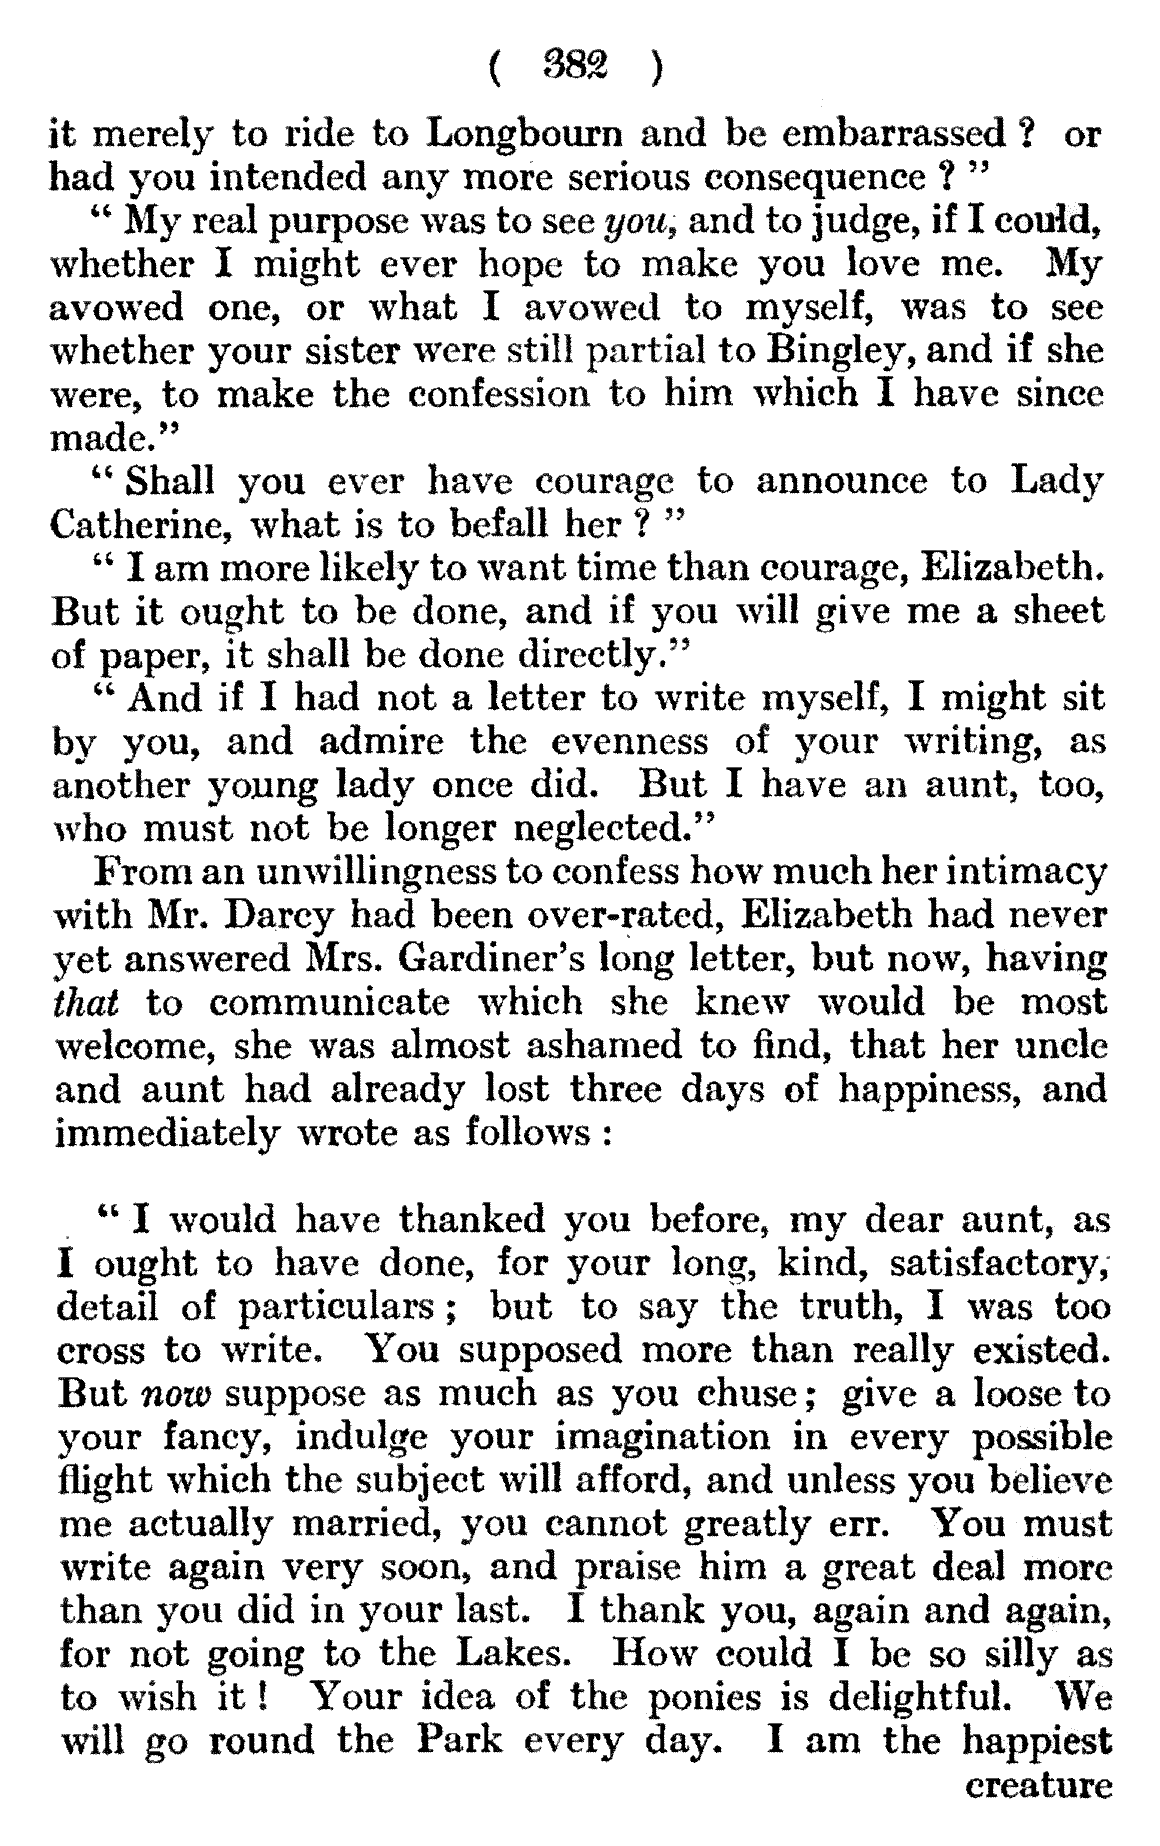 ( 382 )
it merely to ride to Longbourn and be embarrassed ? or
had you intended any more serious consequence ? ”
“ My real purpose was to see you, and to judge, if I could,
whether I might ever hope to make you love me. My
avowed one, or what I avowed to myself, was to see
whether your sister were still partial to Bingley, and if she
were, to make the confession to him which I have since
made.”
“ Shall you ever have courage to announce to Lady
Catherine, what is to befall her ? ”
“ I am more likely to want time than courage, Elizabeth.
But it ought to be done, and if you will give me a sheet
of paper, it shall be done directly.”
“ And if I had not a letter to write myself, I might sit
by you, and admire the evenness of your writing, as
another young lady once did. But I have an aunt, too,
who must not be longer neglected.”
From an unwillingness to confess how much her intimacy
with Mr. Darcy had been over-rated, Elizabeth had never
yet answered Mrs. Gardiner’s long letter, but now, having
that to communicate which she knew would be most
welcome, she was almost ashamed to find, that her uncle
and aunt had already lost three days of happiness, and
immediately wrote as follows :
“ I would have thanked you before, my dear aunt, as
I ought to have done, for your long, kind, satisfactory,
detail of particulars ; but to say the truth, I was too
cross to write. You supposed more than really existed.
But now suppose as much as you chuse ; give a loose to
your fancy, indulge your imagination in every possible
flight which the subject will afford, and unless you believe
me actually married, you cannot greatly err. You must
write again very soon, and praise him a great deal more
than you did in your last. I thank you, again and again,
for not going to the Lakes. How could I be so silly as
to wish it ! Your idea of the ponies is delightful. We
will go round the Park every day. I am the happiest
creature